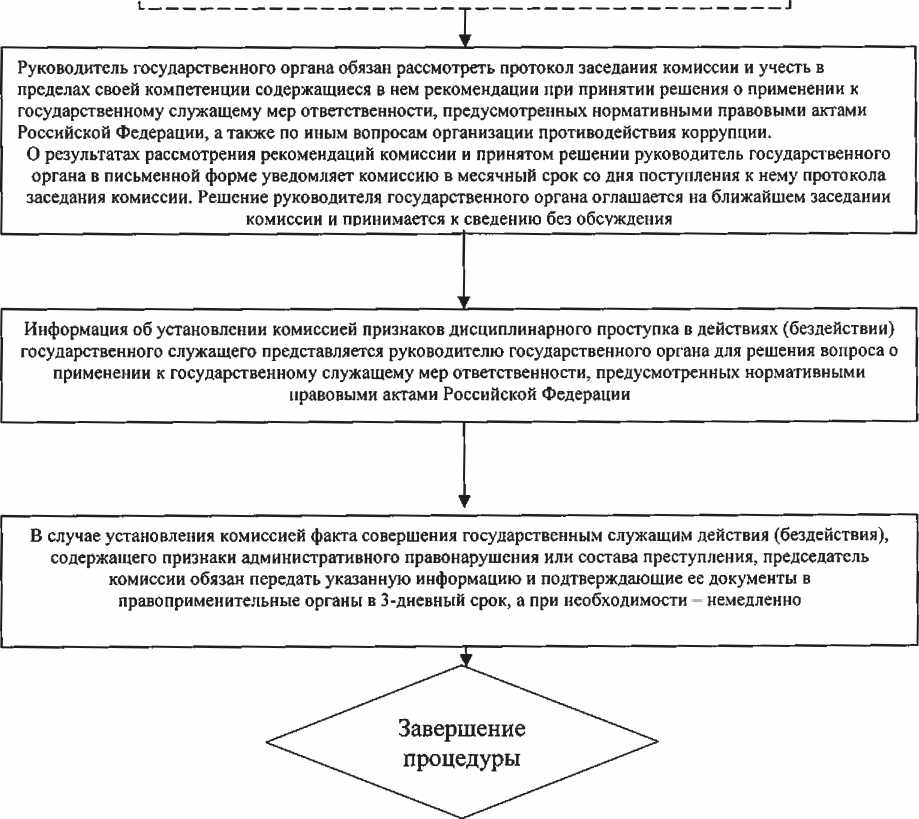 Руководитель государственного органа обязан рассмотреть протокол заседания комиссии и учесть в
пределах своей компетенции содержащиеся в нем рекомендации при принятии решения о применении к
государственному служащему мер ответственности, предусмотренных нормативными правовыми актами
Российской Федерации, а также по иным вопросам организации противодействия коррупции.
О результатах рассмотрения рекомендаций комиссии и принятом решении руководитель государственного
органа в письменной форме уведомляет комиссию в месячный срок со дня поступления к нему протокола
заседания комиссии. Решение руководителя государственного органа оглашается на ближайшем заседании
комиссии и принимается к сведению без обсуждения
Информация об установлении комиссией признаков дисциплинарного проступка в действиях (бездействии)
государственного служащего представляется руководителю государственного органа для решения вопроса о
применении к государственному служащему мер ответственности, предусмотренных нормативными
правовыми актами Российской Федерации
В случае установления комиссией факта совершения государственным служащим действия (бездействия),
содержащего признаки административного правонарушения или состава преступления, председатель
комиссии обязан передать указанную информацию и подтверждающие ее документы в
правоприменительные органы в 3-дневный срок, а при необходимости – немедленно
Завершение
процедуры